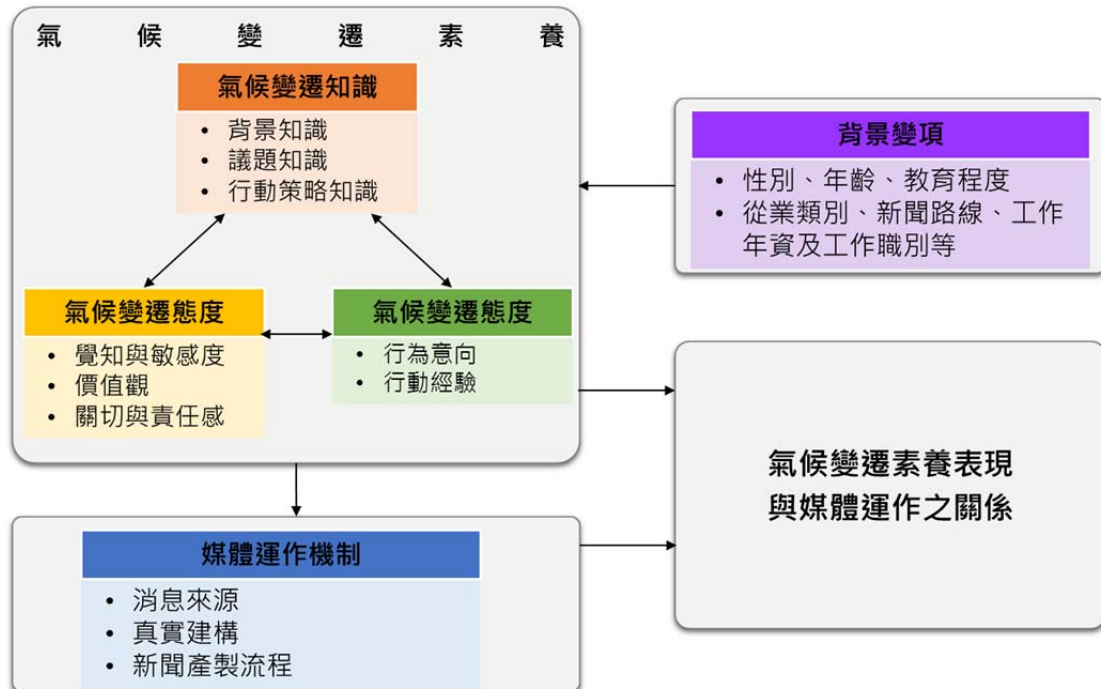 氣候變遷素養
氣候變遷知識
• 背景知識
• 議題知識
• 行動策略知識
氣候變遷態度
• 覺知與敏感度
• 價值觀
• 關切與責任感
氣候變遷態度
• 行為意向
• 行動經驗
背景變項
• 性別、年齡、教育程度
• 從業類別、新聞路線、工作
年資及工作職別等
媒體運作機制
• 消息來源
• 真實建構
• 新聞產製流程
氣候變遷素養表現
與媒體運作之關係